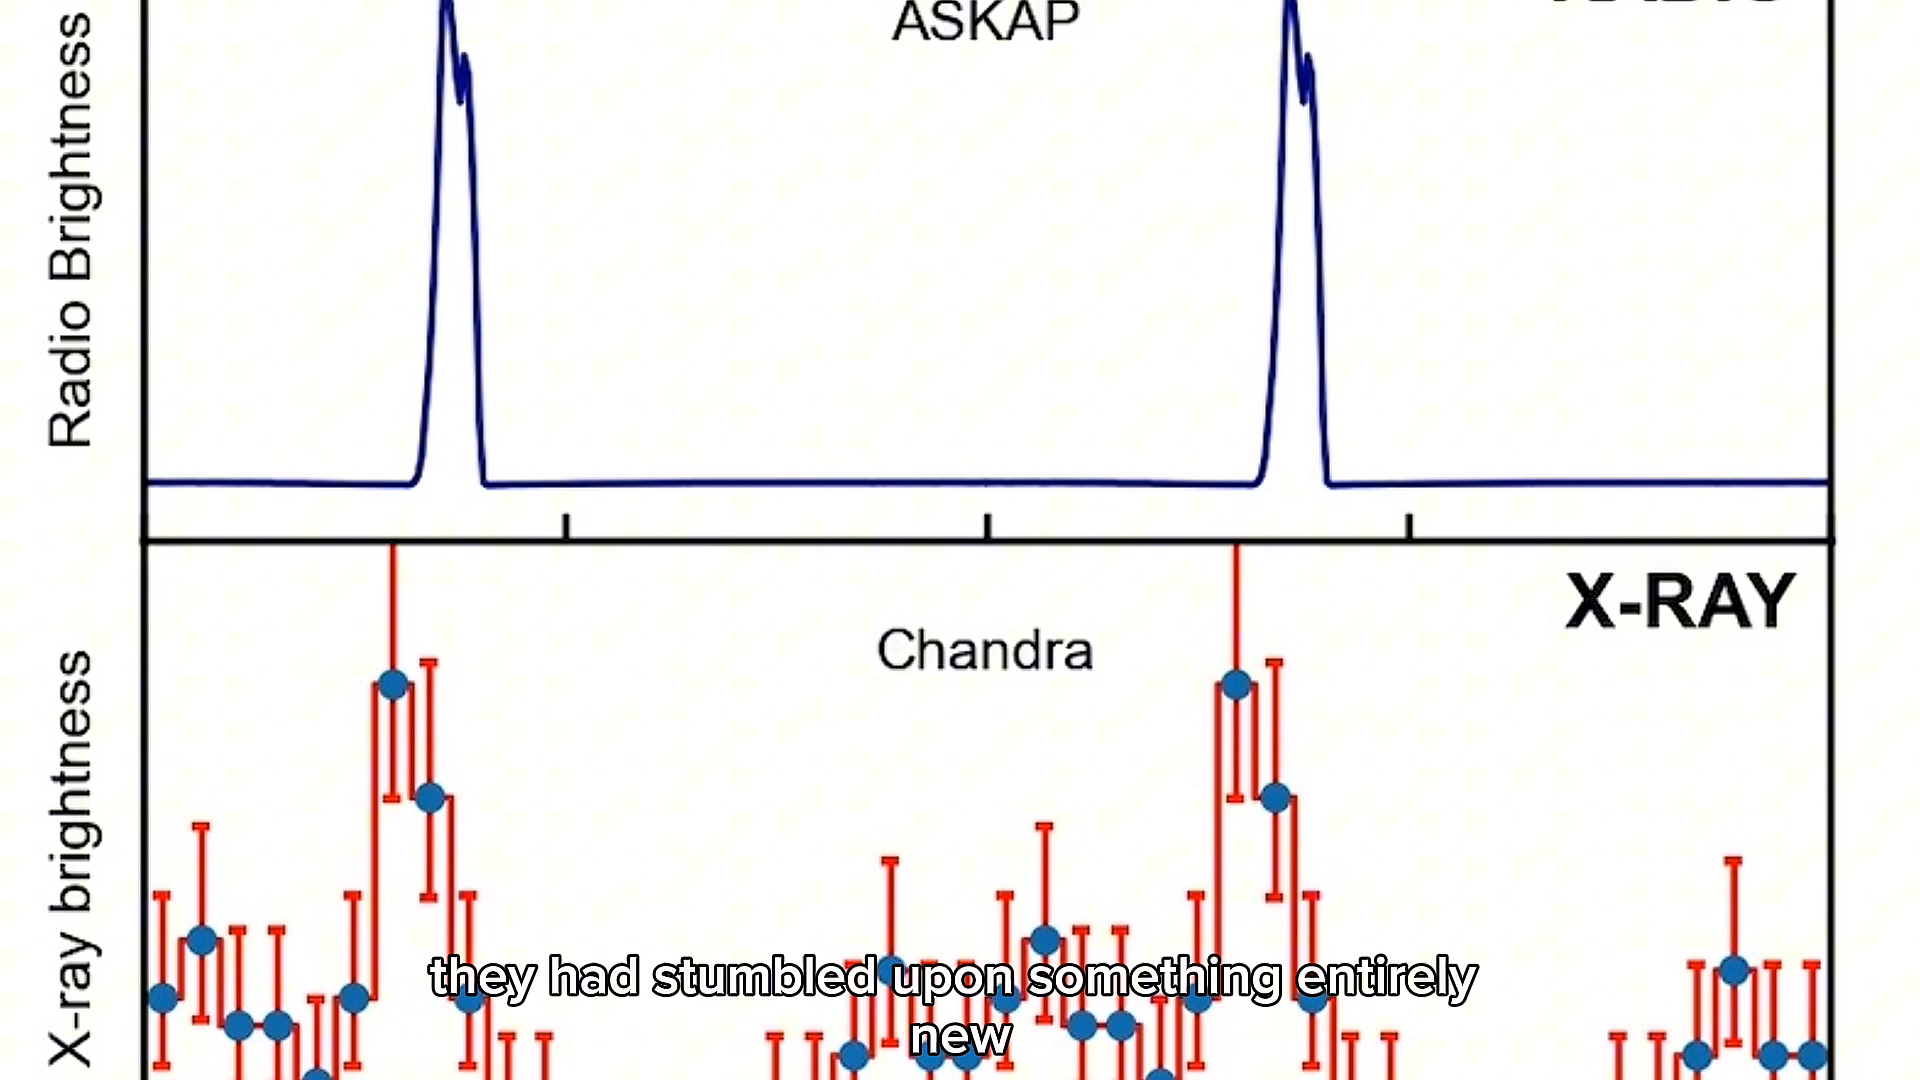 ASKAP
Radio Brightness
X-RAY
Chandra
X-ray brightness
they had stumbled upon something entirely
new